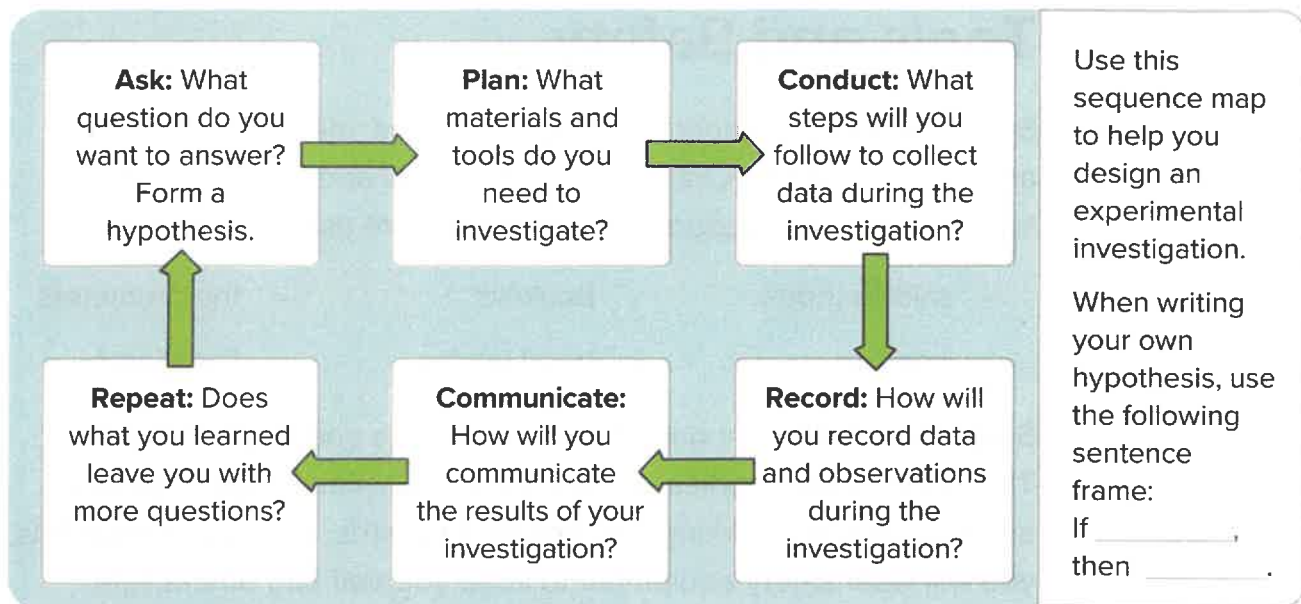 Ask: What
question do you
want to answer?
Form a
hypothesis.
Plan: What
materials and
tools do you
need to
investigate?
Conduct: What
steps will you
follow to collect
data during the
investigation?
Record: How will
you record data
and observations
during the
investigation?
Communicate:
How will you
communicate
the results of your
investigation?
Repeat: Does
what you learned
leave you with
more questions?
Use this
sequence map
to help you
design an
experimental
investigation.
When writing
your own
hypothesis, use
the following
sentence
frame:
If ________,
then ________.